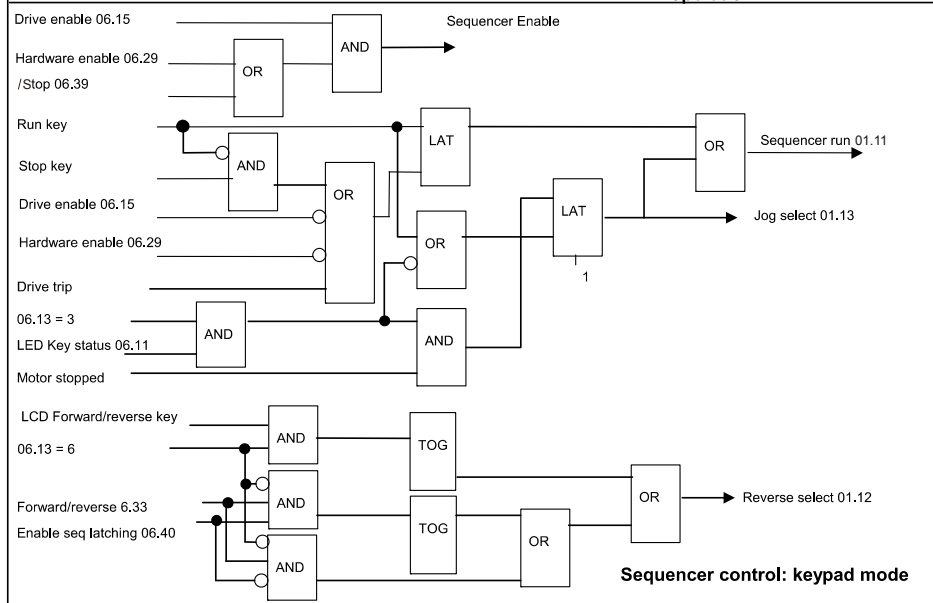 Drive enable 06.15
Sequencer Enable
AND
Hardware enable 06.29
OR
/Stop 06.39
Run key
LAT
OR
Sequencer run 01.11
Stop key
AND
OR
LAT
Drive enable 06.15
Jog select 01.13
Hardware enable 06.29
OR
1
Drive trip
06.13 = 3
AND
AND
LED Key status 06.11
Motor stopped
LCD Forward/reverse key
AND
TOG
06.13 = 6
AND
OR
Reverse select 01.12
Forward/reverse 6.33
TOG
Enable seq latching 06.40
OR
AND
Sequencer control: keypad mode